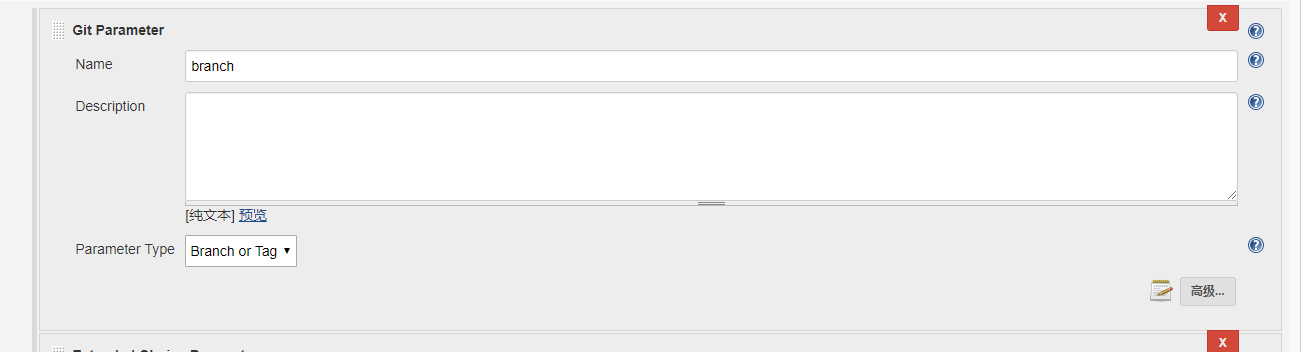 X
Git Parameter
Name
branch
Description
[纯文本] 预览
Parameter Type
Branch or Tag
高级...
X